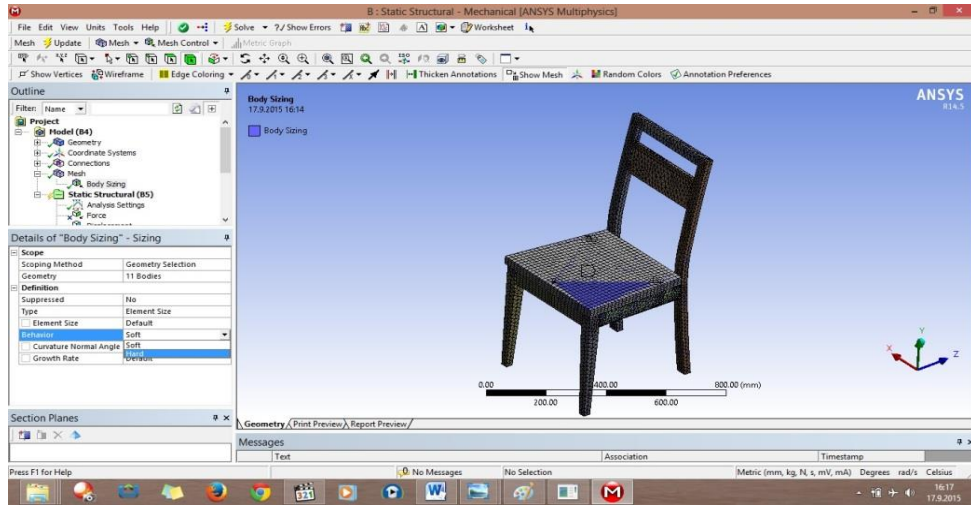 B : Static Structural - Mechanical [ANSYS Multiphysics]
File Edit View Units Tools Help Solve ?/ Show Errors Worksheet
Mesh Update Mesh Mesh Control Metric Graph
Show Vertices Wireframe Edge Coloring Thicken Annotations Show Mesh Random Colors Annotation Preferences
Outline
Filter: Name
Project
Model (B4)
Geometry
Coordinate Systems
Connections
Mesh
Body Sizing
Static Structural (B5)
Analysis Settings
Force
Details of "Body Sizing" - Sizing
Scope
Scoping Method Geometry Selection
Geometry 11 Bodies
Definition
Suppressed No
Type Element Size
Element Size Default
Behavior Soft
Curvature Normal Angle Soft
Hard
Growth Rate Default
Section Planes
Body Sizing
17.9.2015 16:14
Body Sizing
ANSYS
R14.5
Y
X
Z
0.00 400.00 800.00 (mm)
200.00 600.00
Geometry Print Preview Report Preview
Messages
Text Association Timestamp
Press F1 for Help No Messages No Selection Metric (mm, kg, N, s, mV, mA) Degrees rad/s Celsius
321
16:17
17.9.2015